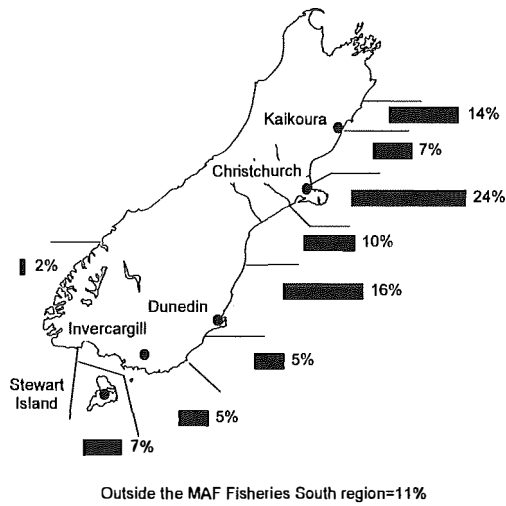 Kaikoura
14%
7%
Christchurch
24%
10%
2%
16%
Dunedin
Invercargill
5%
Stewart
Island
5%
7%
Outside the MAF Fisheries South region=11%